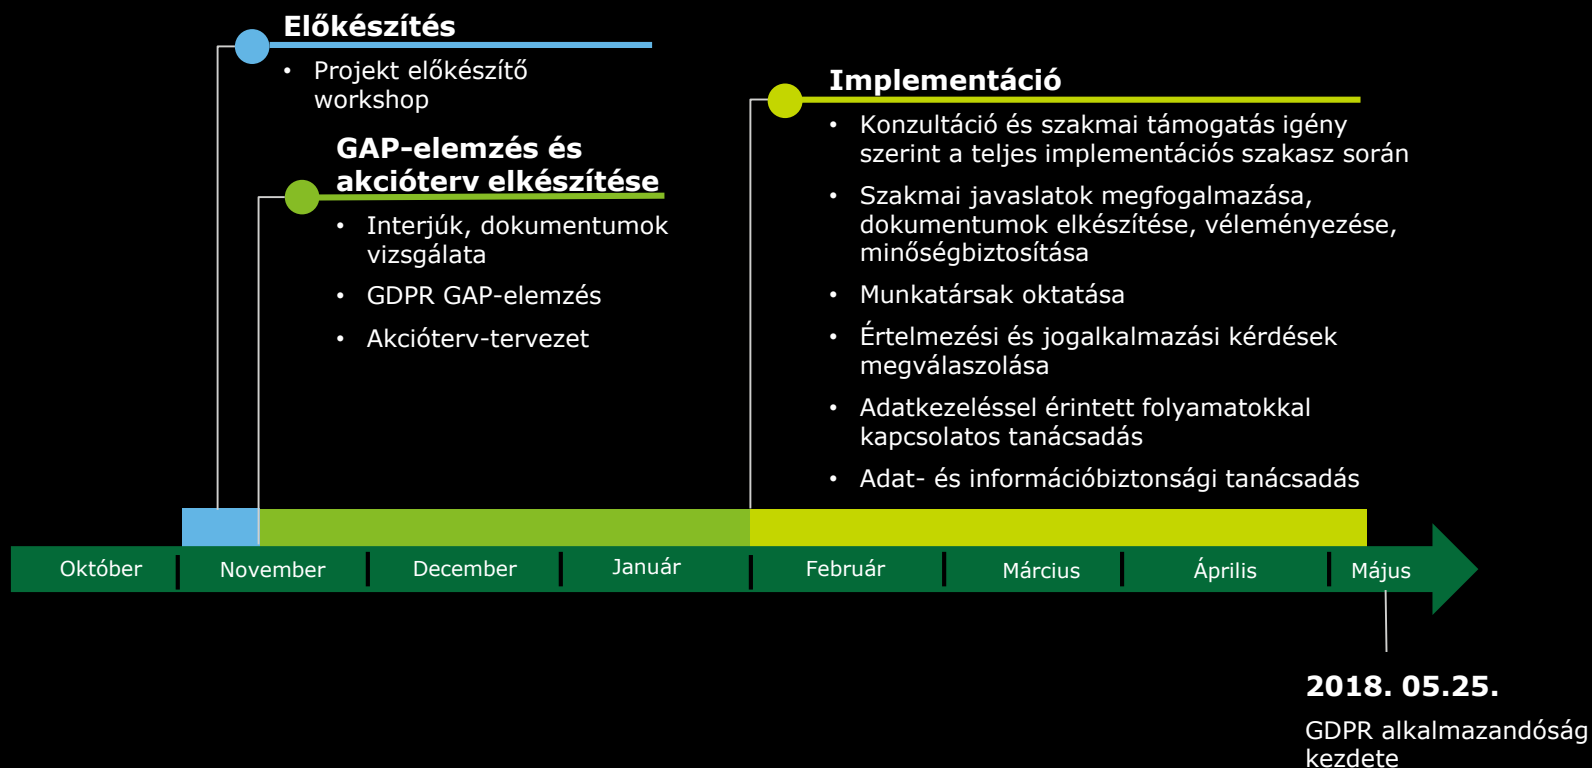 Előkészítés
• Projekt előkészítő
workshop
GAP-elemzés és
akcióterv elkészítése
• Interjúk, dokumentumok
vizsgálata
• GDPR GAP-elemzés
• Akcióterv-tervezet
Implementáció
• Konzultáció és szakmai támogatás igény
szerint a teljes implementációs szakasz során
• Szakmai javaslatok megfogalmazása,
dokumentumok elkészítése, véleményezése,
minőségbiztosítása
• Munkatársak oktatása
• Értelmezési és jogalkalmazási kérdések
megválaszolása
• Adatkezeléssel érintett folyamatokkal
kapcsolatos tanácsadás
• Adat- és információbiztonsági tanácsadás
Október
November
December
Január
Február
Március
Április
Május
2018. 05.25.
GDPR alkalmazandóság
kezdete